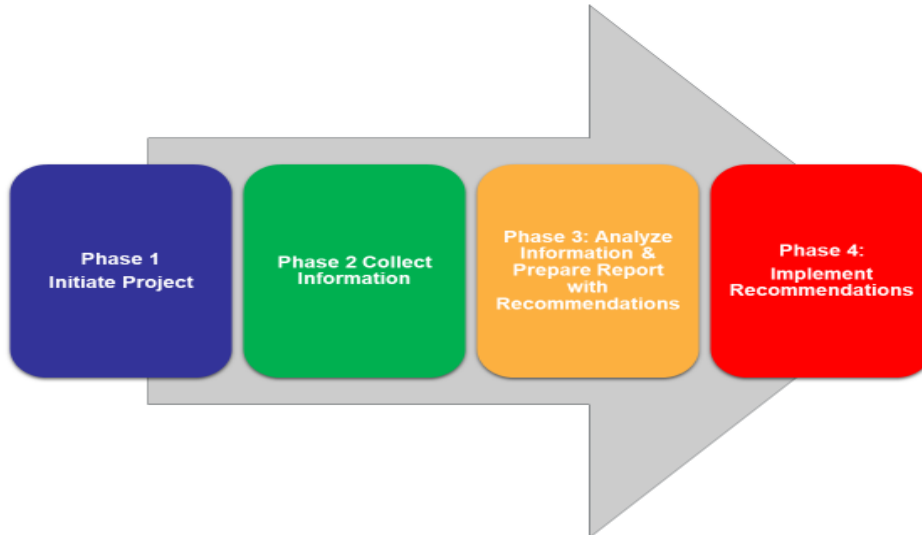 Phase 1
Initiate Project
Phase 2 Collect
Information
Phase 3: Analyze
Information &
Prepare Report
with
Recommendations
Phase 4:
Implement
Recommendations